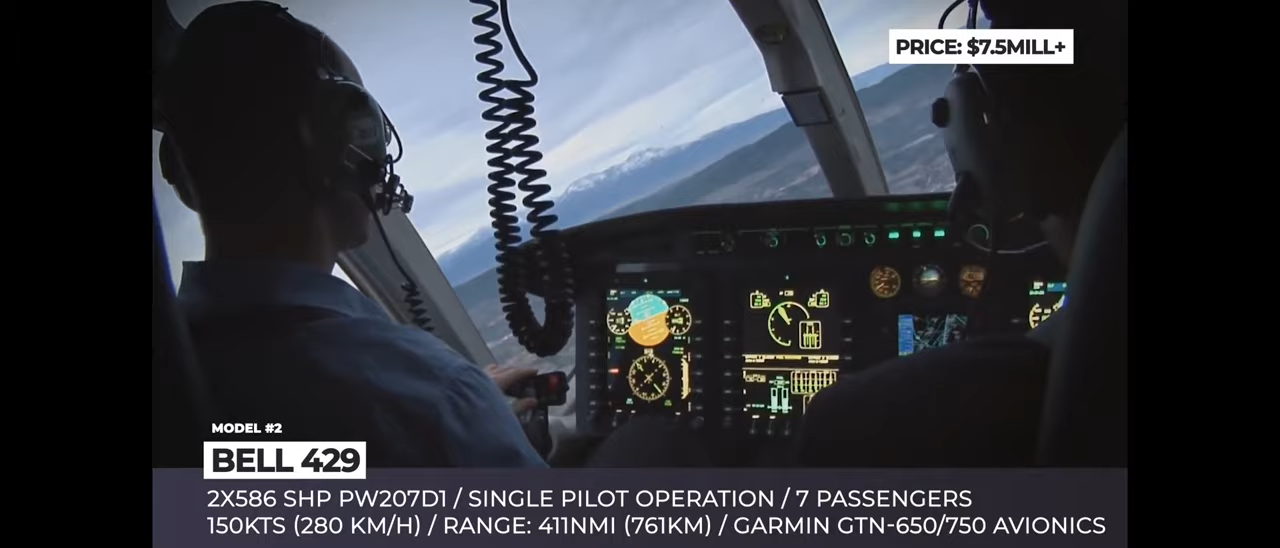 PRICE: $7.5MILL+
MODEL #2
BELL 429
2X586 SHP PW207D1 / SINGLE PILOT OPERATION / 7 PASSENGERS
150KTS (280 KM/H) / RANGE: 411NMI (761KM) / GARMIN GTN-650/750 AVIONICS